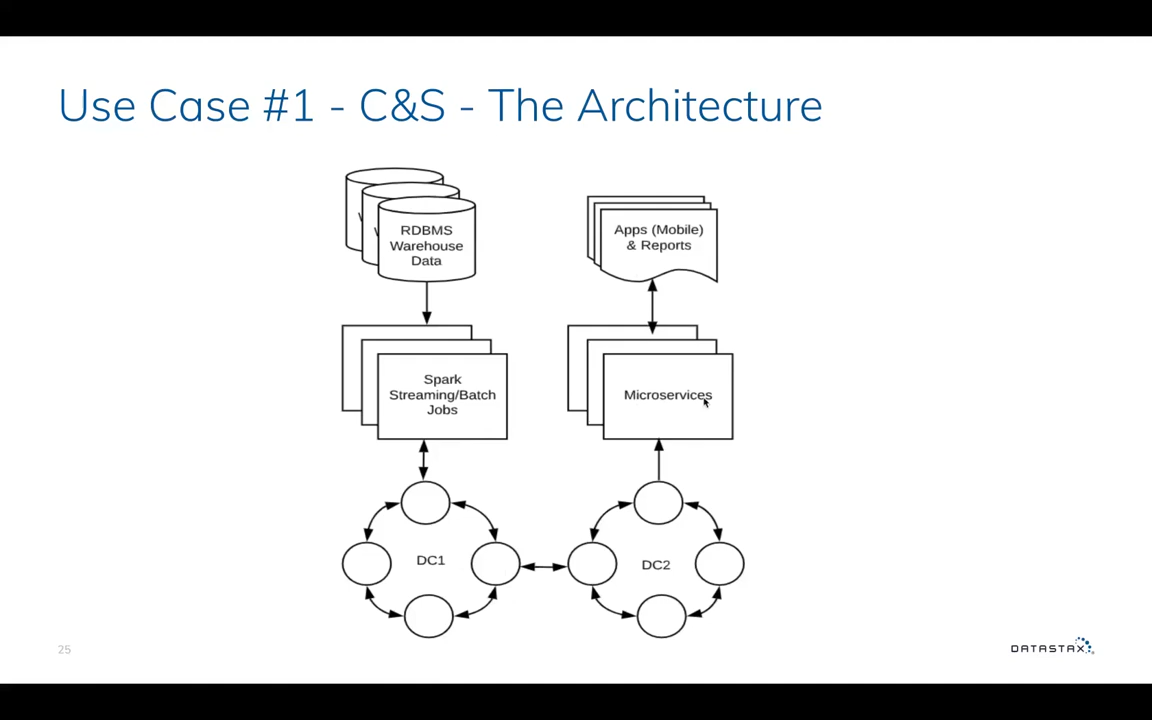 Use Case #1 - C&S - The Architecture
RDBMS
Warehouse
Data
Apps (Mobile)
& Reports
Spark
Streaming/Batch
Jobs
Microservices
DC1
DC2
25
DATASTAX